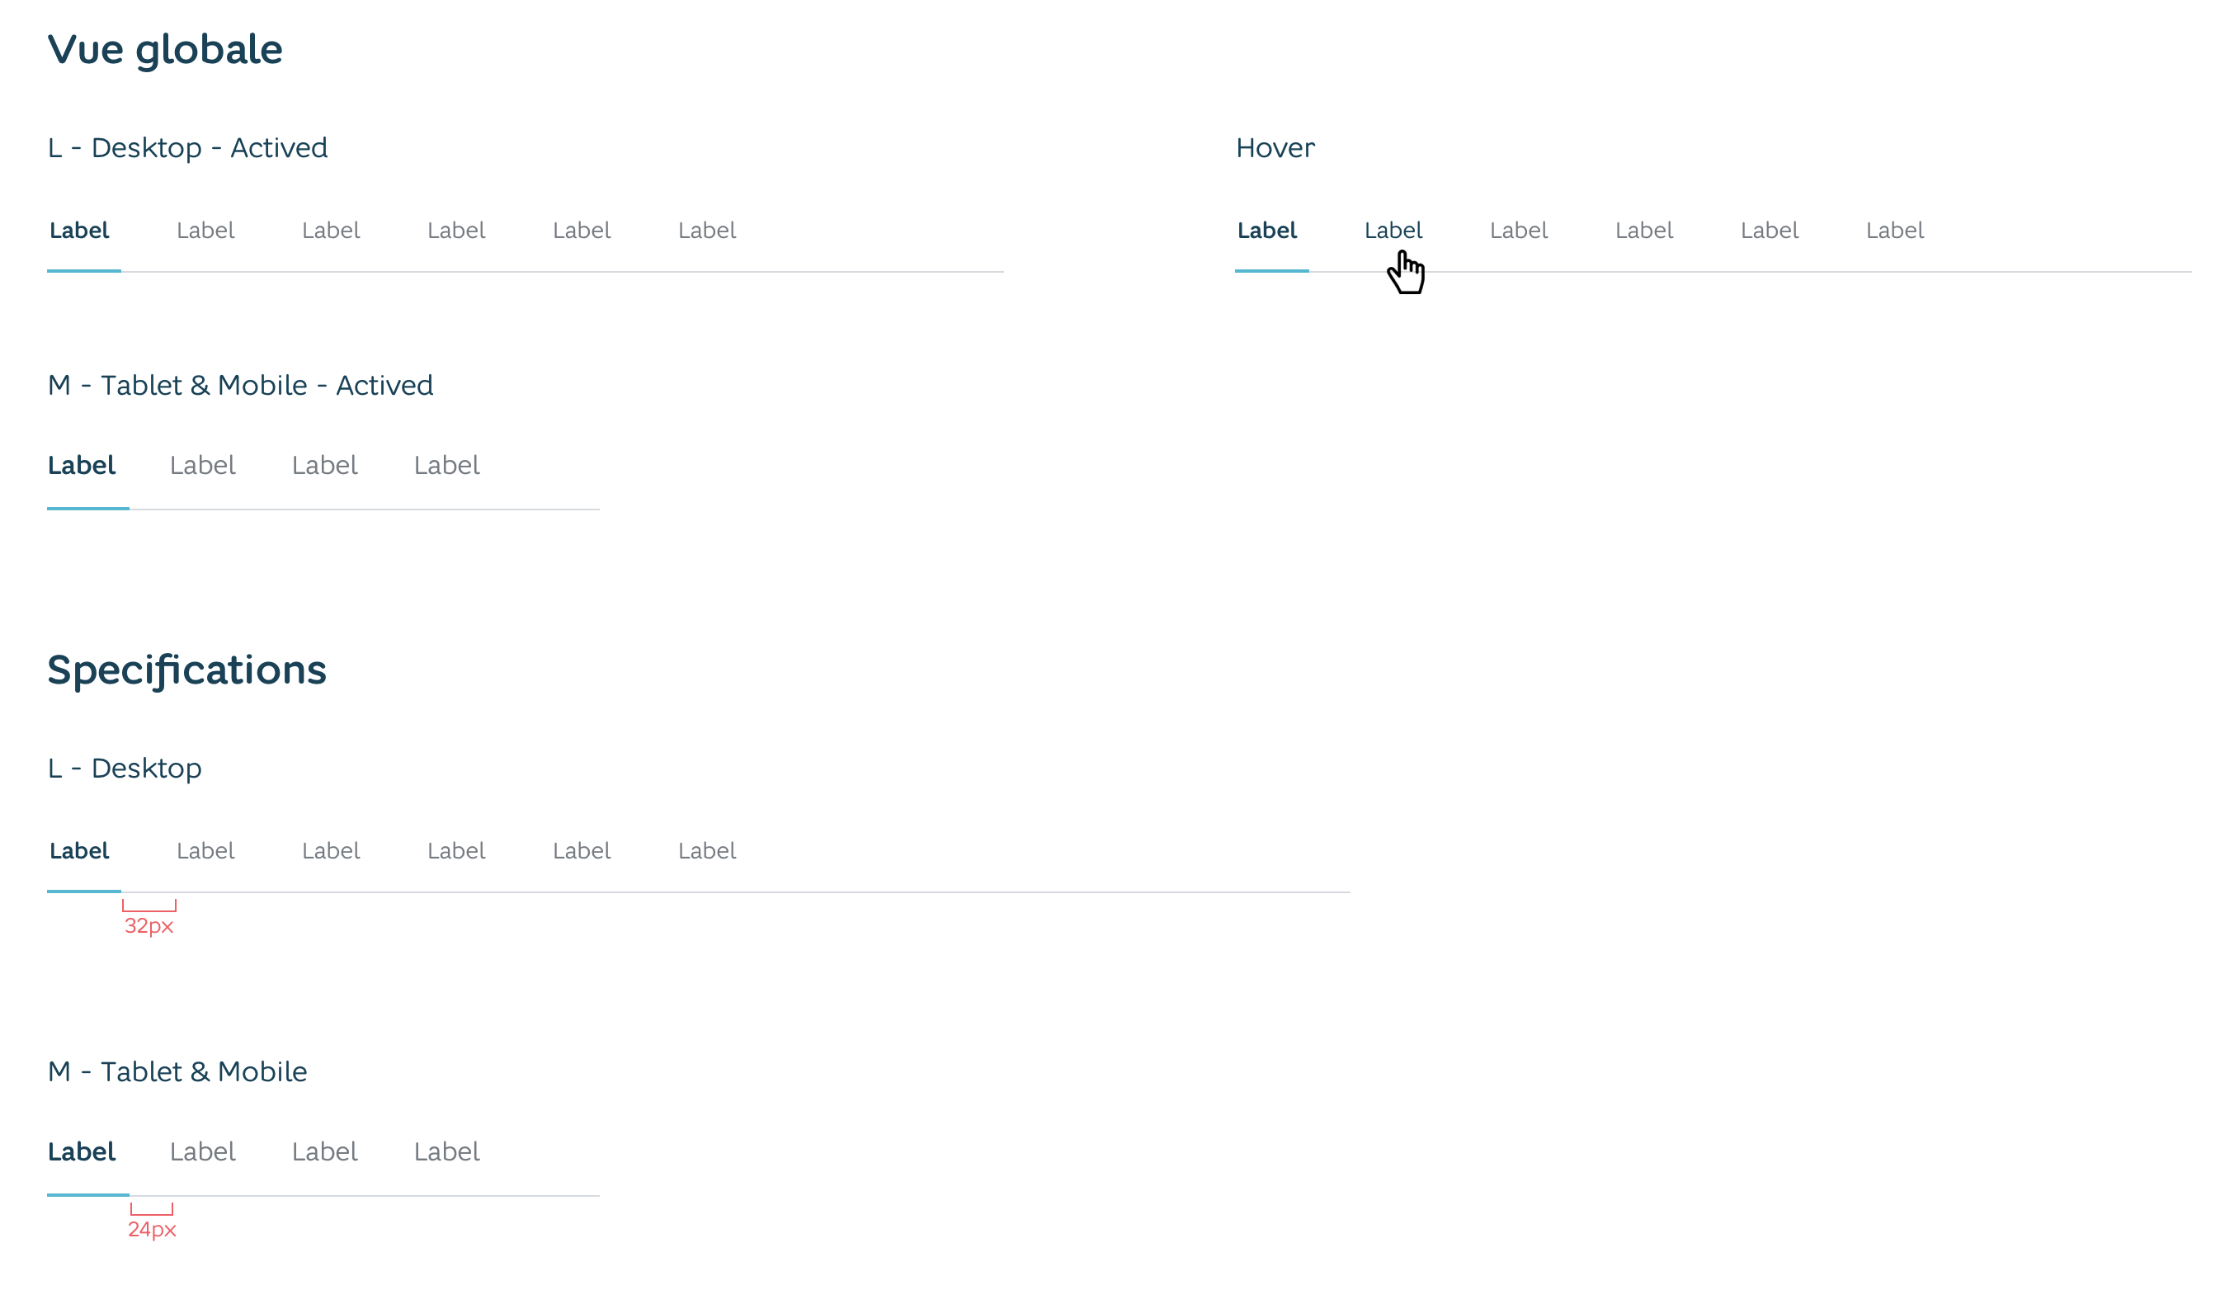 Vue globale
L - Desktop - Actived
Label Label Label Label Label Label
Hover
Label Label Label Label Label Label
M - Tablet & Mobile - Actived
Label Label Label Label
Specifications
L - Desktop
Label Label Label Label Label Label
32px
M - Tablet & Mobile
Label Label Label Label
24px